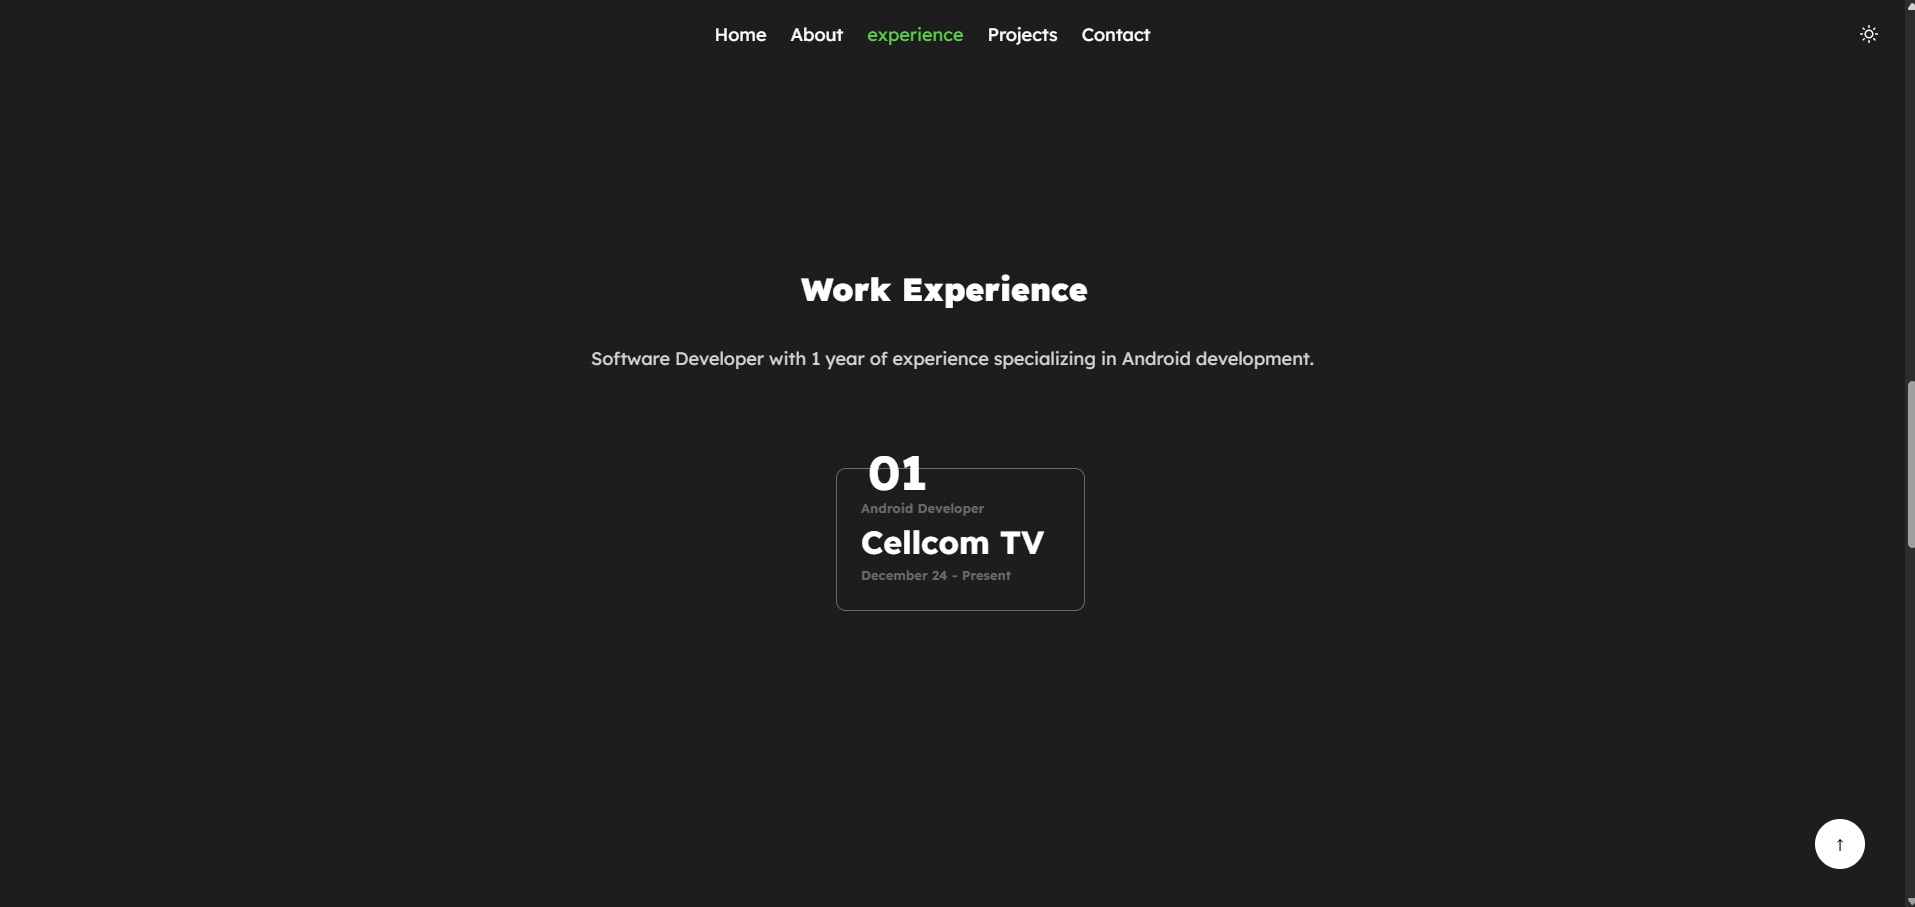 Home About experience Projects Contact
Work Experience
Software Developer with 1 year of experience specializing in Android development.
01
Android Developer
Cellcom TV
December 24 - Present
↑